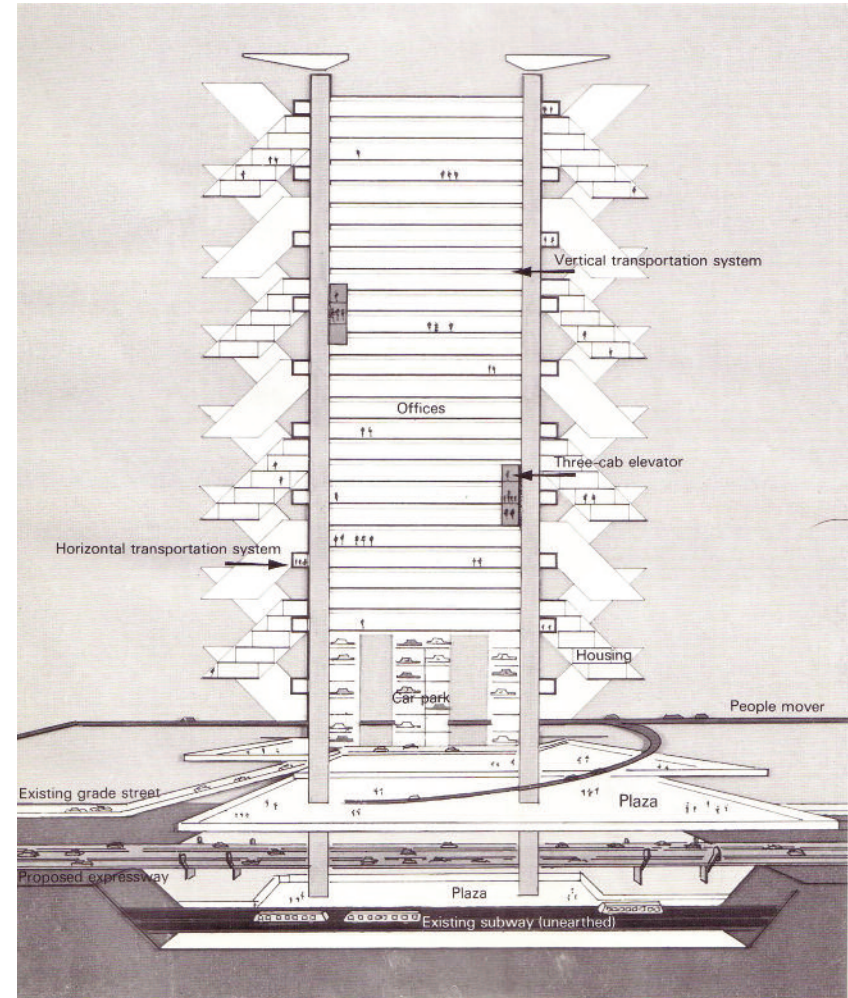 Vertical transportation system
Offices
Three-cab elevator
Horizontal transportation system
Housing
Car park
People mover
Existing grade street
Plaza
Proposed expressway
Plaza
Existing subway (unearthed)